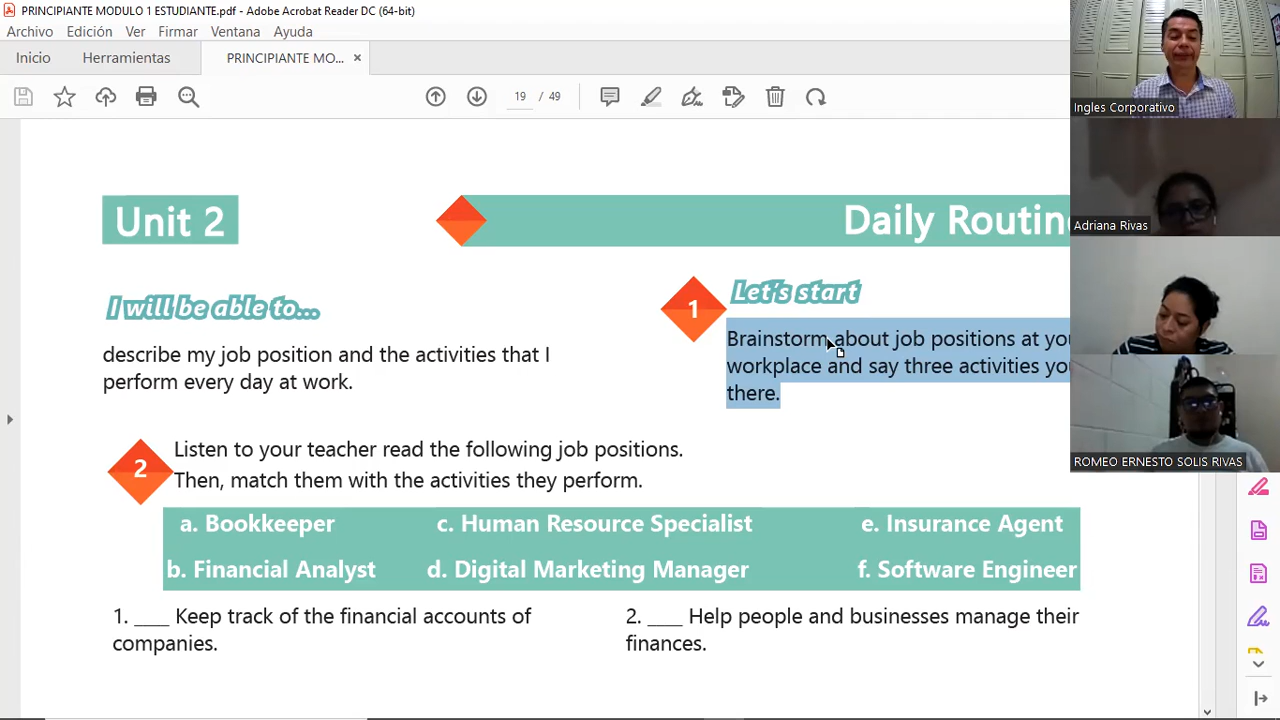 PRINCIPIANTE MODULO 1 ESTUDIANTE.pdf - Adobe Acrobat Reader DC (64-bit)
Archivo Edición Ver Firmar Ventana Ayuda
Inicio Herramientas PRINCIPIANTE MO... ×
19 / 49
Ingles Corporativo
Adriana Rivas
ROMEO ERNESTO SOLIS RIVAS
Unit 2
Daily Routin
I will be able to...
describe my job position and the activities that I
perform every day at work.
1
Let's start
Brainstorm about job positions at you
workplace and say three activities yo
there.
2
Listen to your teacher read the following job positions.
Then, match them with the activities they perform.
a. Bookkeeper c. Human Resource Specialist e. Insurance Agent
b. Financial Analyst d. Digital Marketing Manager f. Software Engineer
1. ____ Keep track of the financial accounts of
companies.
2. ____ Help people and businesses manage their
finances.